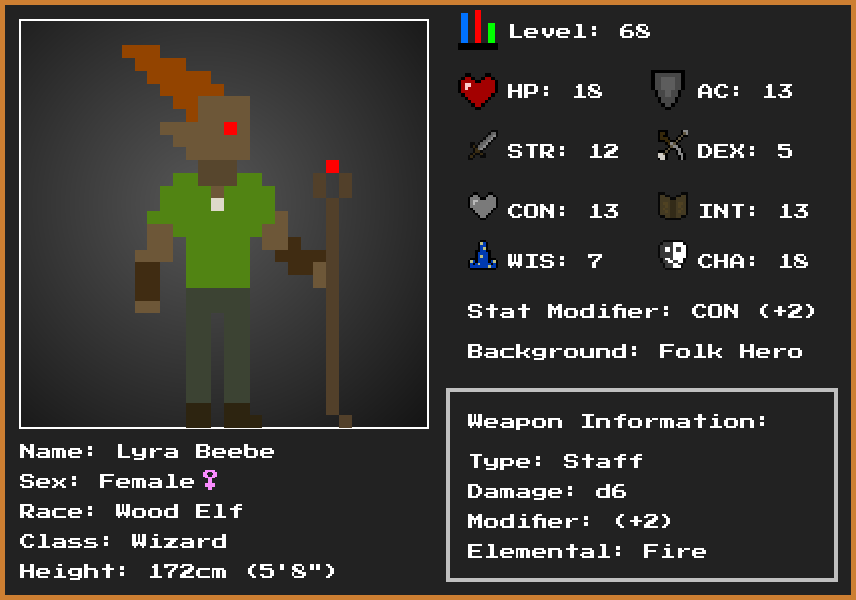 Level: 68
HP: 18 AC: 13
STR: 12 DEX: 5
CON: 13 INT: 13
WIS: 7 CHA: 18
Stat Modifier: CON (+2)
Background: Folk Hero
Weapon Information:
Type: Staff
Damage: d6
Modifier: (+2)
Elemental: Fire
Name: Lyra Beebe
Sex: Female♀
Race: Wood Elf
Class: Wizard
Height: 172cm (5'8")